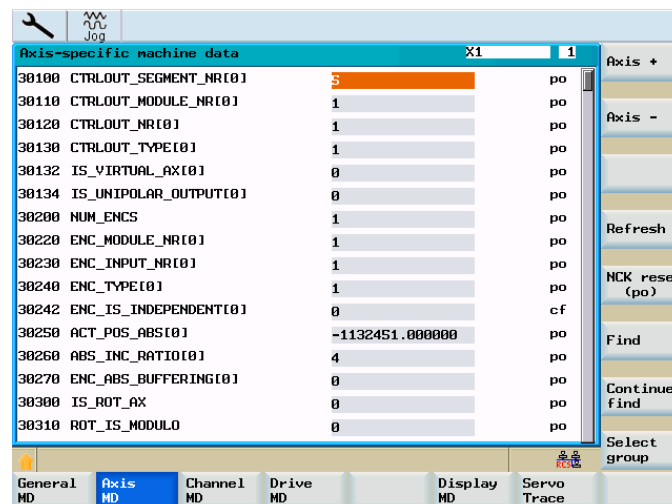 Jog
Axis-specific machine data X1 1
30100 CTRLOUT_SEGMENT_NR[0] 5 po
30110 CTRLOUT_MODULE_NR[0] 1 po
30120 CTRLOUT_NR[0] 1 po
30130 CTRLOUT_TYPE[0] 1 po
30132 IS_VIRTUAL_AX[0] 0 po
30134 IS_UNIPOLAR_OUTPUT[0] 0 po
30200 NUM_ENCS 1 po
30220 ENC_MODULE_NR[0] 1 po
30230 ENC_INPUT_NR[0] 1 po
30240 ENC_TYPE[0] 1 po
30242 ENC_IS_INDEPENDENT[0] 0 cf
30250 ACT_POS_ABS[0] -1132451.000000 po
30260 ABS_INC_RATIO[0] 4 po
30270 ENC_ABS_BUFFERING[0] 0 po
30300 IS_ROT_AX 0 po
30310 ROT_IS_MODULO 0 po
Axis +
Axis -
Refresh
NCK rese
(po)
Find
Continue
find
Select
group
RCS
General
MD
Axis
MD
Channel
MD
Drive
MD
Display
MD
Servo
Trace